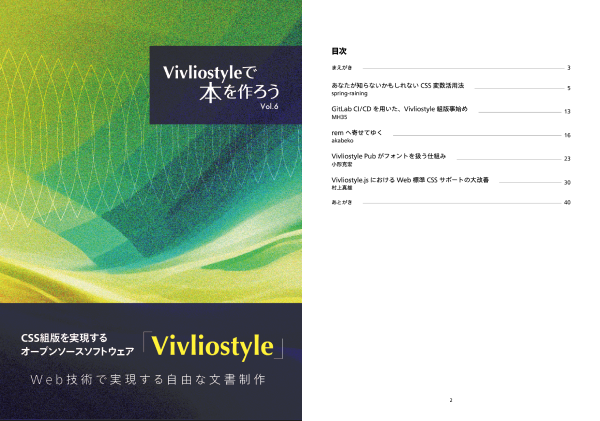 Vivliostyleで
本を作ろう
Vol.6
CSS組版を実現する
オープンソースソフトウェア
「Vivliostyle」
Web技術で実現する自由な文書制作
目次
まえがき 3
あなたが知らないかもしれない CSS 変数活用法 5
spring-raining
GitLab CI/CD を用いた、Vivliostyle 組版事始め 13
MH35
rem へ寄せてゆく 16
akabeko
Vivliostyle Pub がフォントを扱う仕組み 23
小形克宏
Vivliostyle.js における Web 標準 CSS サポートの大改善 30
村上真雄
あとがき 40
2